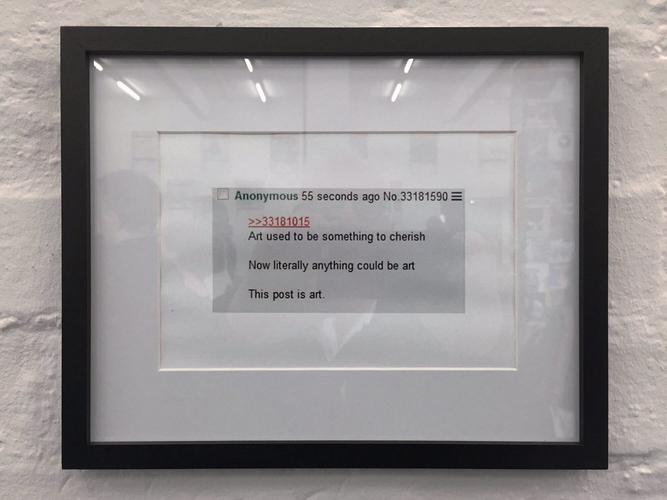 Anonymous 55 seconds ago No.33181590
>>33181015
Art used to be something to cherish
Now literally anything could be art
This post is art.